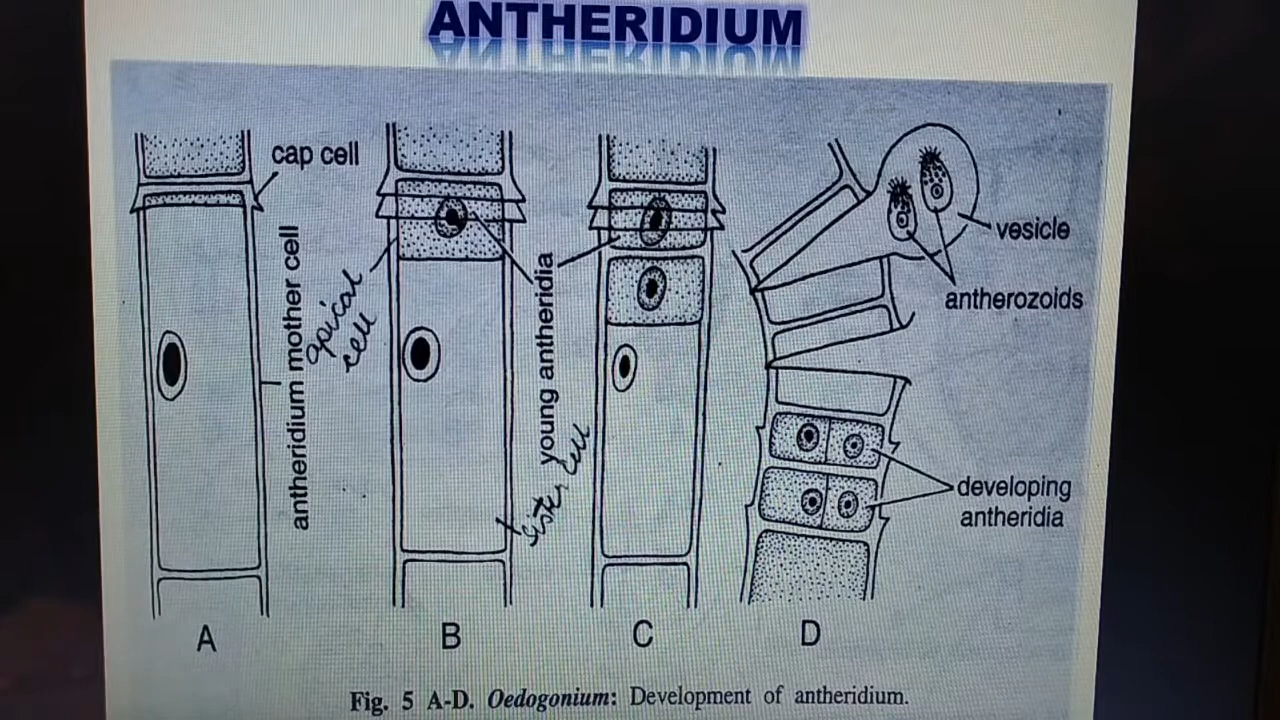 ANTHERIDIUM
cap cell
antheridium mother cell
apical
cell
young antheridia
Sister cell
vesicle
antherozoids
developing
antheridia
A
B
C
D
Fig. 5 A-D. Oedogonium: Development of antheridium.